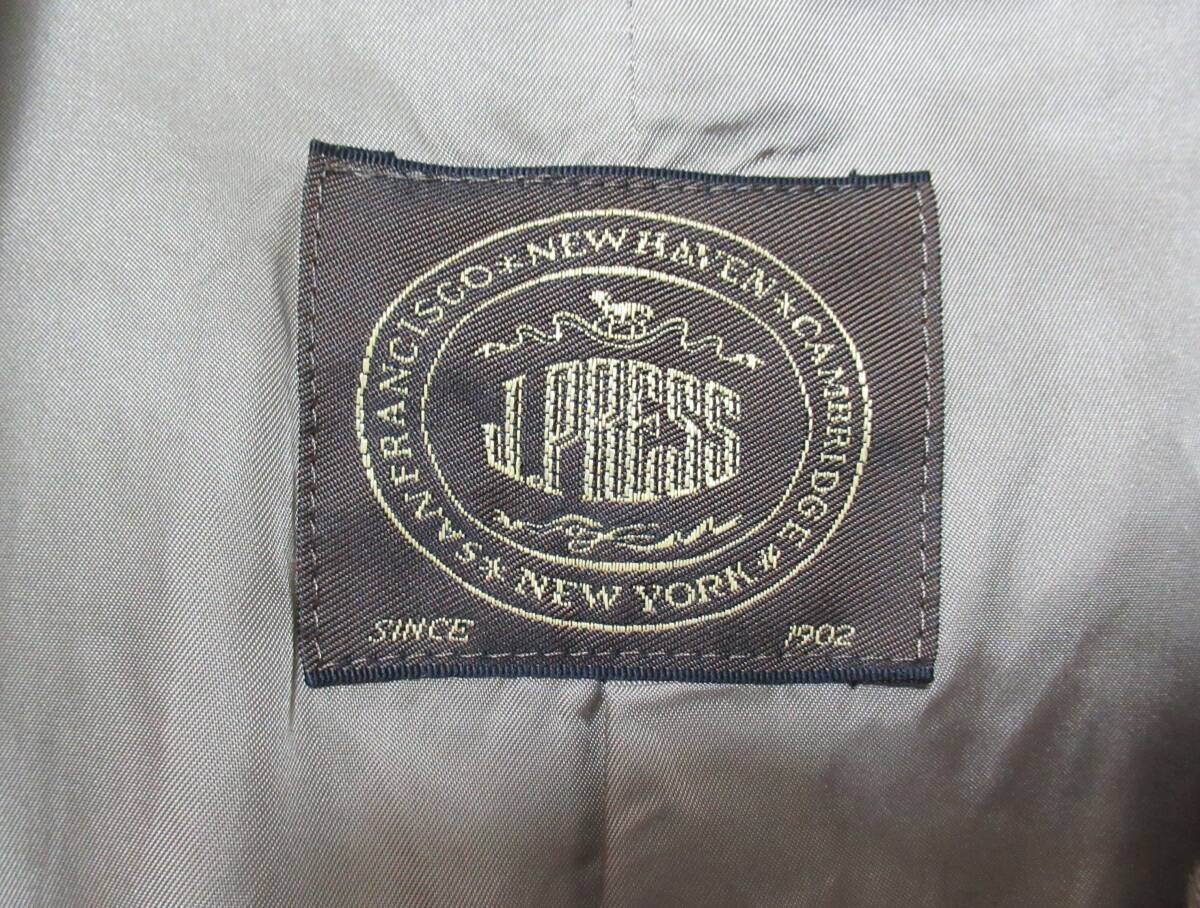 SAN FRANCISCO * NEW HAVEN * CAMBRIDGE *
J.PRESS
* NEW YORK *
SINCE 1902